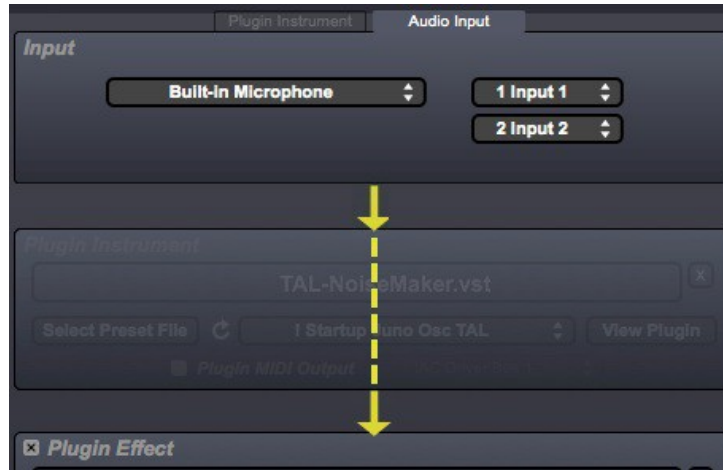 Plugin Instrument Audio Input
Input
Built-in Microphone 1 Input 1
2 Input 2
Plugin Instrument
TAL-NoiseMaker.vst x
Select Preset File ! Startup Juno Osc TAL View Plugin
Plugin MIDI Output
Plugin Effect